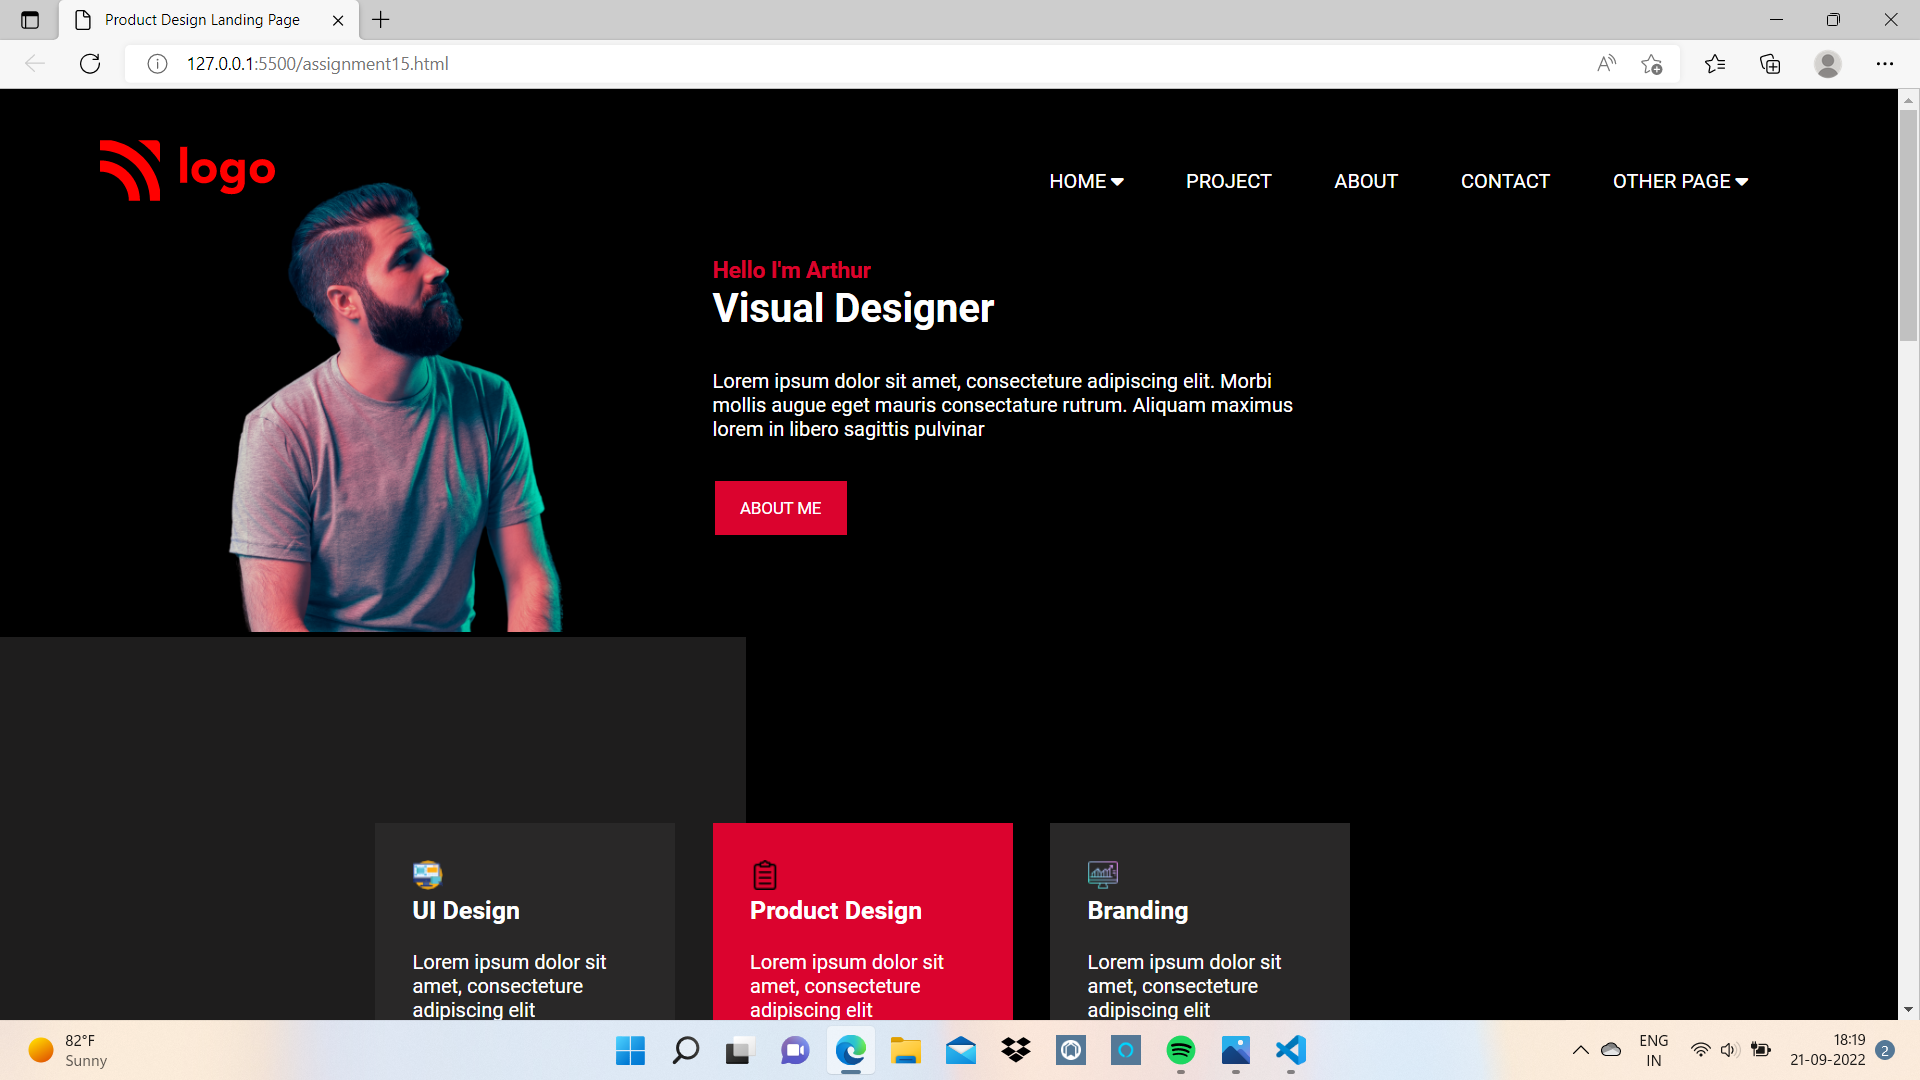 Product Design Landing Page
127.0.0.1:5500/assignment15.html
logo
HOME PROJECT ABOUT CONTACT OTHER PAGE
Hello I'm Arthur
Visual Designer
Lorem ipsum dolor sit amet, consecteture adipiscing elit. Morbi
mollis augue eget mauris consectature rutrum. Aliquam maximus
lorem in libero sagittis pulvinar
ABOUT ME
UI Design
Lorem ipsum dolor sit
amet, consecteture
adipiscing elit
Product Design
Lorem ipsum dolor sit
amet, consecteture
adipiscing elit
Branding
Lorem ipsum dolor sit
amet, consecteture
adipiscing elit
82°F
Sunny
ENG
IN
18:19
21-09-2022
2